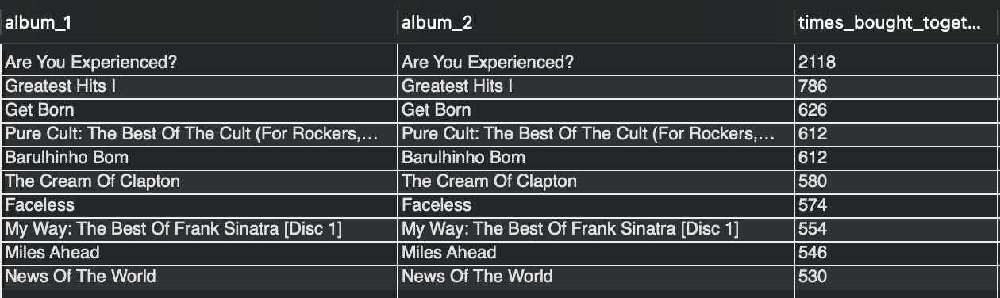 album_1 album_2 times_bought_toget...
Are You Experienced? Are You Experienced? 2118
Greatest Hits I Greatest Hits I 786
Get Born Get Born 626
Pure Cult: The Best Of The Cult (For Rockers,... Pure Cult: The Best Of The Cult (For Rockers,... 612
Barulhinho Bom Barulhinho Bom 612
The Cream Of Clapton The Cream Of Clapton 580
Faceless Faceless 574
My Way: The Best Of Frank Sinatra [Disc 1] My Way: The Best Of Frank Sinatra [Disc 1] 554
Miles Ahead Miles Ahead 546
News Of The World News Of The World 530